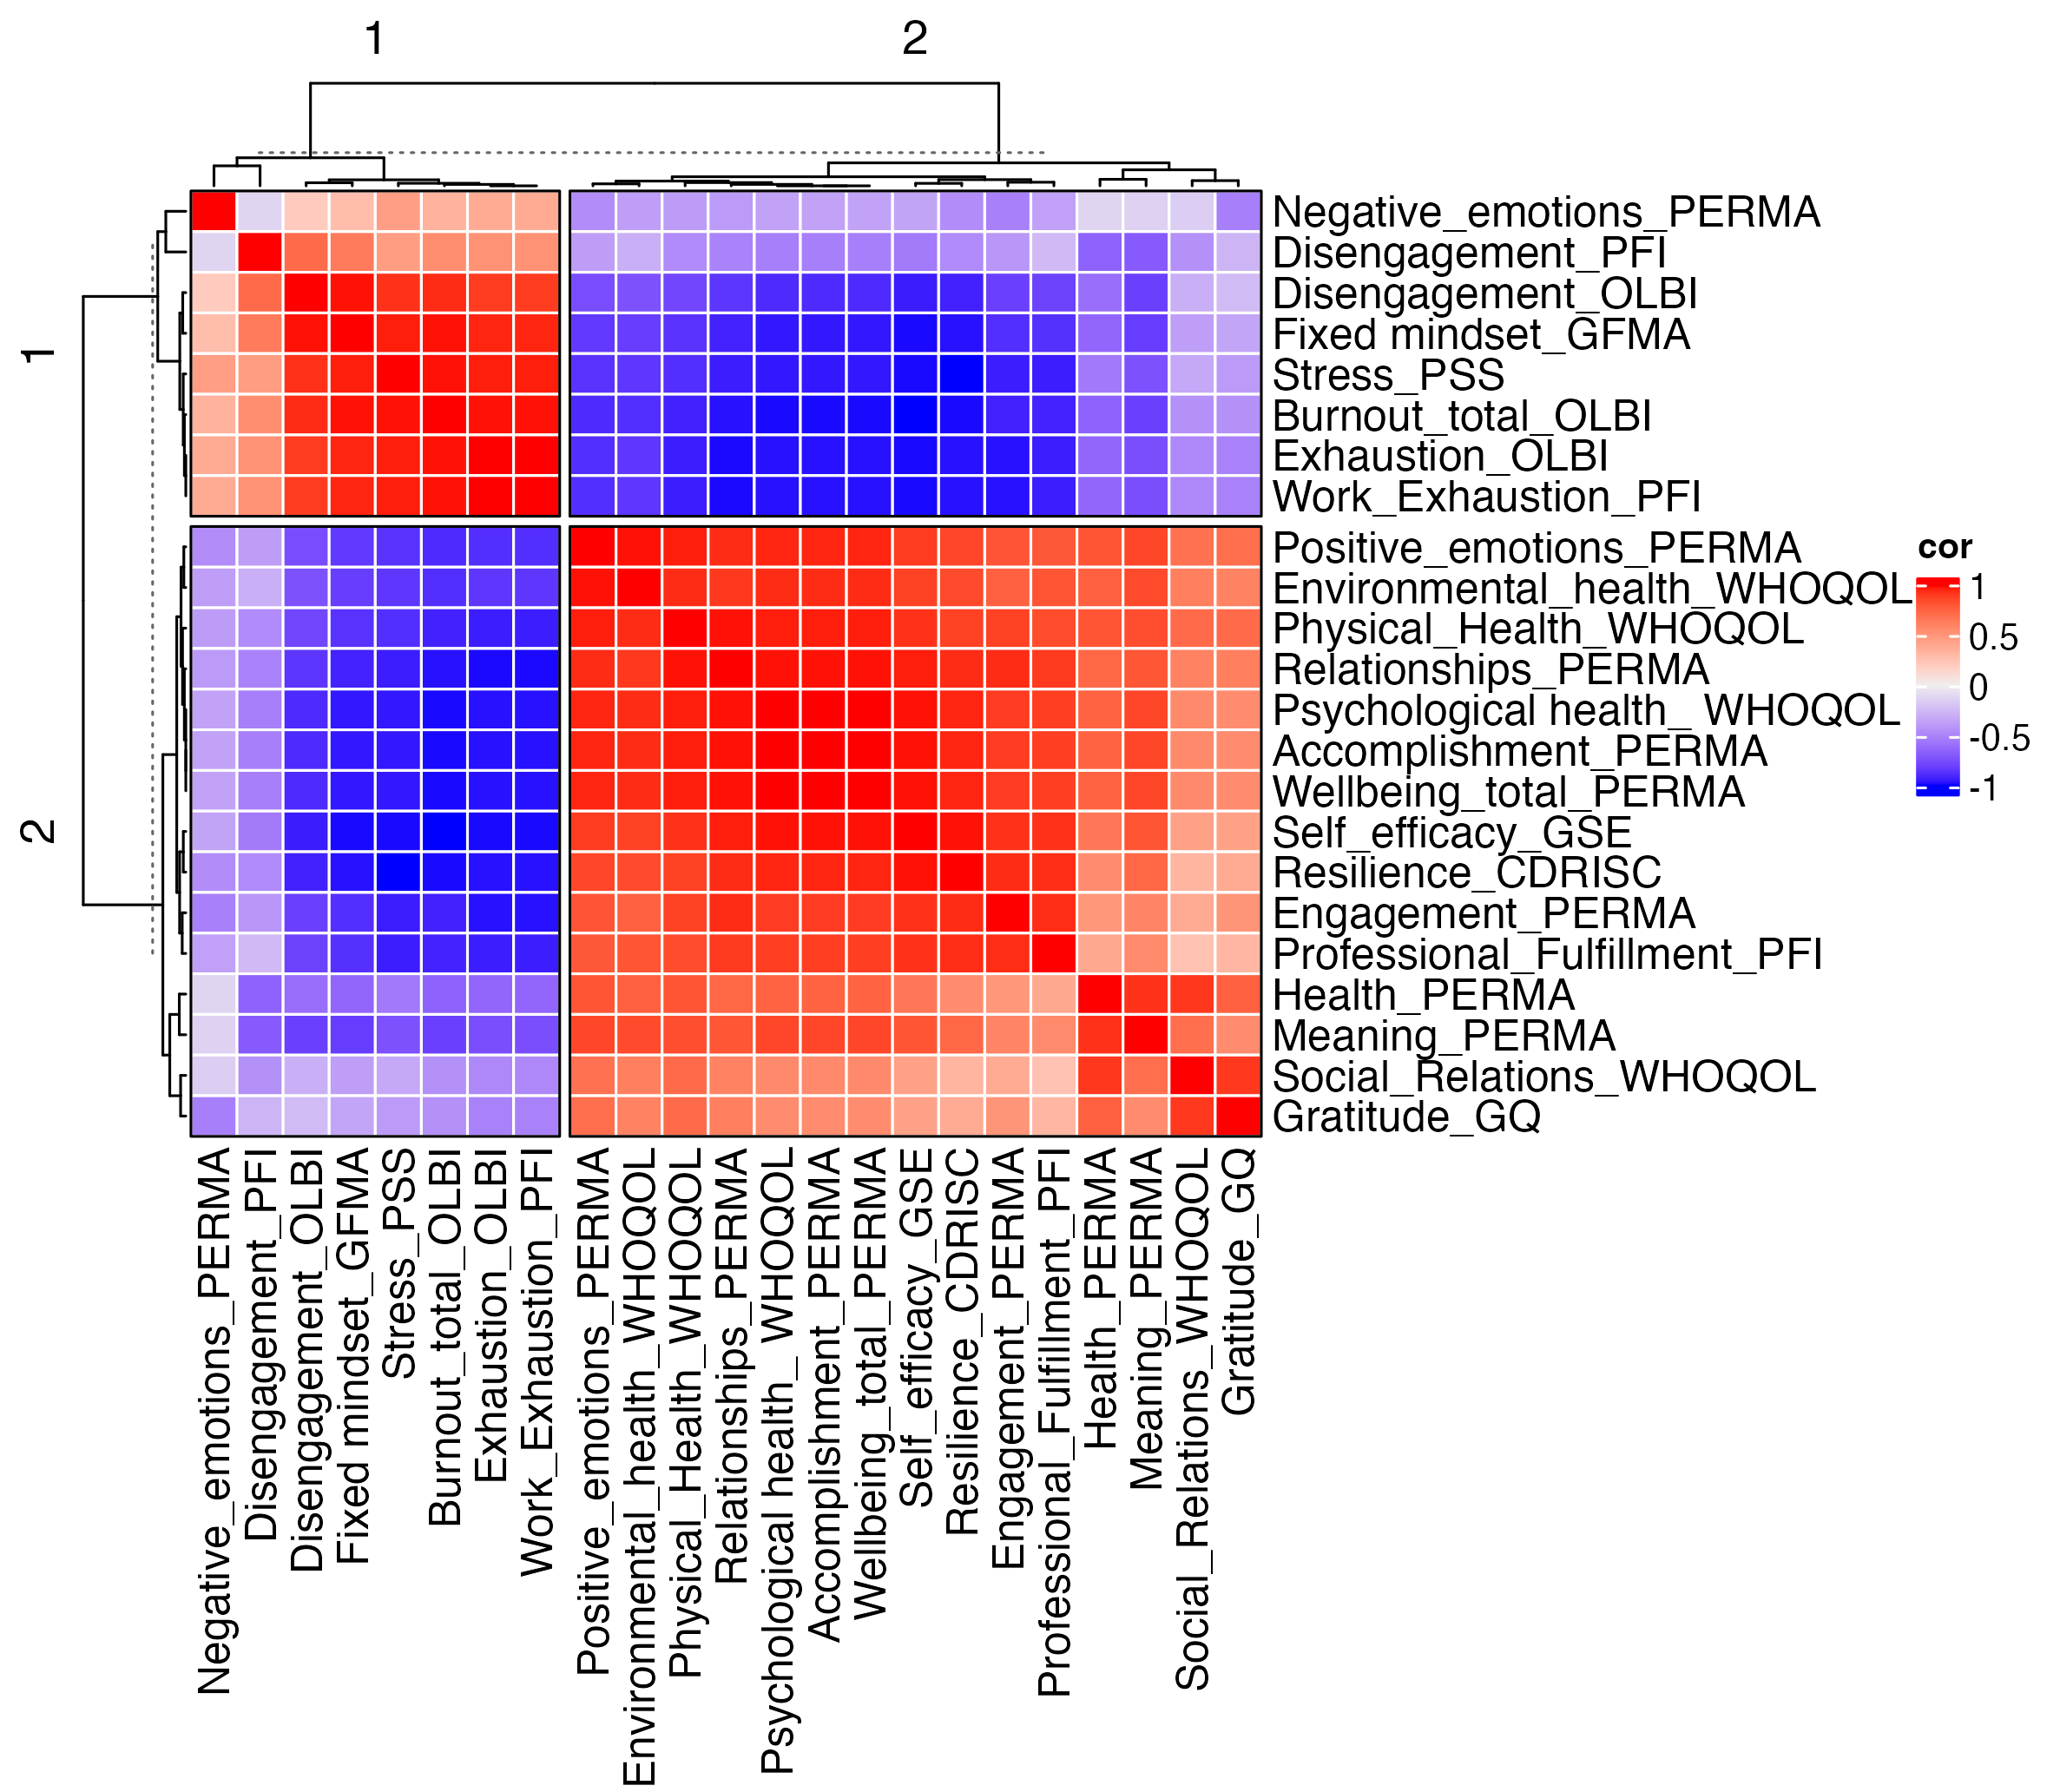 1
2
1
2
Negative_emotions_PERMA
Disengagement_PFI
Disengagement_OLBI
Fixed mindset_GFMA
Stress_PSS
Burnout_total_OLBI
Exhaustion_OLBI
Work_Exhaustion_PFI
Positive_emotions_PERMA
Environmental_health_WHOQOL
Physical_Health_WHOQOL
Relationships_PERMA
Psychological health_ WHOQOL
Accomplishment_PERMA
Wellbeing_total_PERMA
Self_efficacy_GSE
Resilience_CDRISC
Engagement_PERMA
Professional_Fulfillment_PFI
Health_PERMA
Meaning_PERMA
Social_Relations_WHOQOL
Gratitude_GQ
cor
1
0.5
0
-0.5
-1
Negative_emotions_PERMA
Disengagement_PFI
Disengagement_OLBI
Fixed mindset_GFMA
Stress_PSS
Burnout_total_OLBI
Exhaustion_OLBI
Work_Exhaustion_PFI
Positive_emotions_PERMA
Environmental_health_WHOQOL
Physical_Health_WHOQOL
Relationships_PERMA
Psychological health_ WHOQOL
Accomplishment_PERMA
Wellbeing_total_PERMA
Self_efficacy_GSE
Resilience_CDRISC
Engagement_PERMA
Professional_Fulfillment_PFI
Health_PERMA
Meaning_PERMA
Social_Relations_WHOQOL
Gratitude_GQ